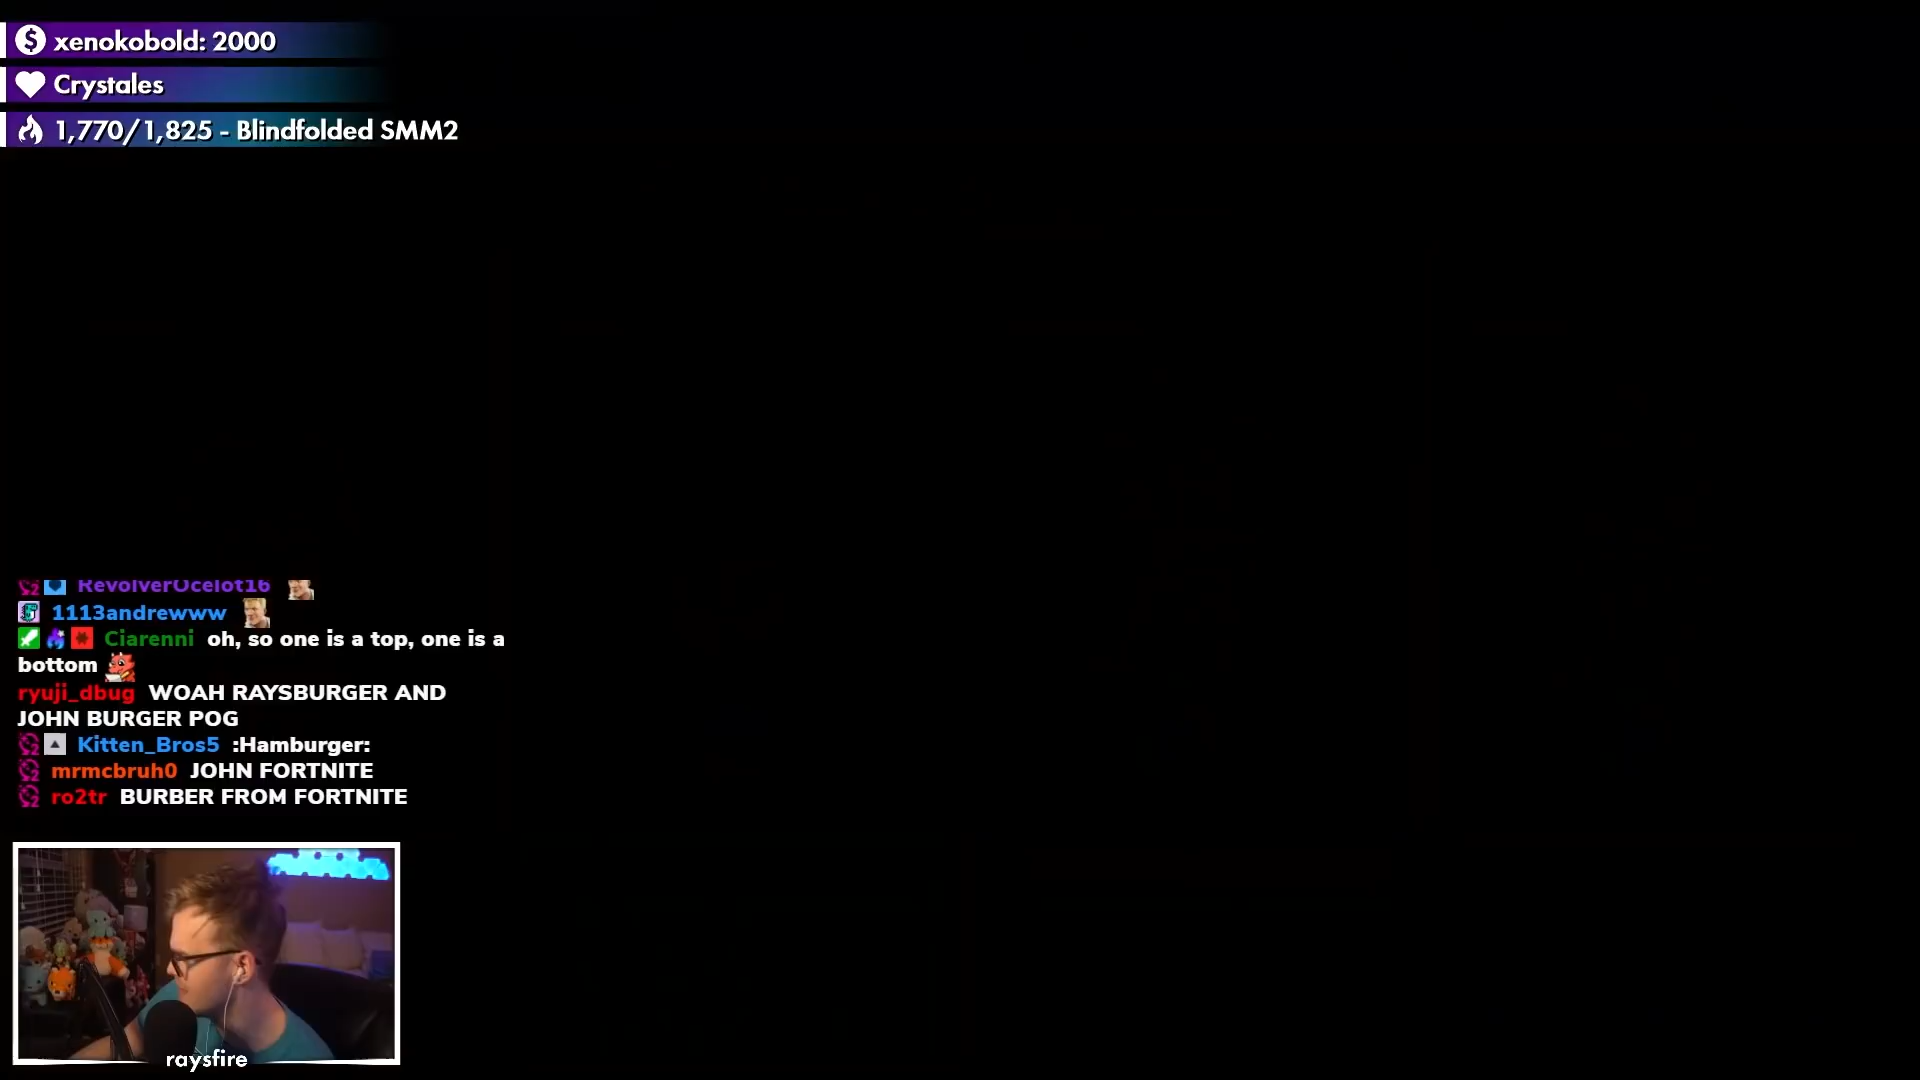 xenokobold: 2000
Crystales
1,770/1,825 - Blindfolded SMM2
RevolverOcelot16
1113andrewww
Ciarenni oh, so one is a top, one is a
bottom
ryuji_dbug WOAH RAYSBURGER AND
JOHN BURGER POG
Kitten_Bros5 :Hamburger:
mrmcbruh0 JOHN FORTNITE
ro2tr BURBER FROM FORTNITE
raysfire